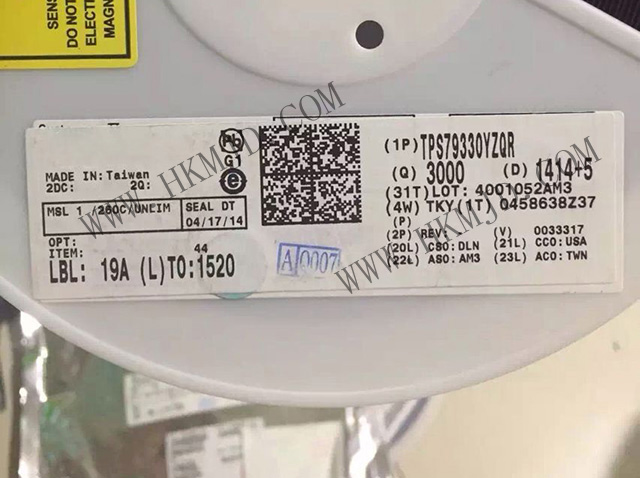 SENS
DO NOT
ELECT
MAG
Pb
G1
MADE IN: Taiwan
2DC: 2Q:
MSL 1 /260C/UNLIM SEAL DT
04/17/14
OPT:
ITEM: 44
LBL: 19A (L)TO:1520
A 0007
(1P) TPS79330YZQR
(Q) 3000 (D) 1414+5
(31T) LOT: 4001052AM3
(4W) TKY(1T) 0458638Z37
(P)
(2P) REV: (V) 0033317
(20L) CSO:DLN (21L) CCO:USA
(22L) ASO:AM3 (23L) ACO:TWN
WWW.HKMJD.COM
WWW.HKMJD.COM